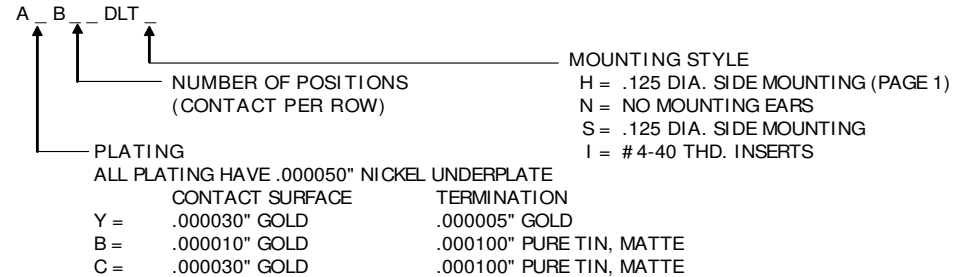 A _ B _ _ DLT _
MOUNTING STYLE
H = .125 DIA. SIDE MOUNTING (PAGE 1)
N = NO MOUNTING EARS
S = .125 DIA. SIDE MOUNTING
I = #4-40 THD. INSERTS
NUMBER OF POSITIONS
(CONTACT PER ROW)
PLATING
ALL PLATING HAVE .000050" NICKEL UNDERPLATE
CONTACT SURFACE TERMINATION
Y = .000030" GOLD .000005" GOLD
B = .000010" GOLD .000100" PURE TIN, MATTE
C = .000030" GOLD .000100" PURE TIN, MATTE